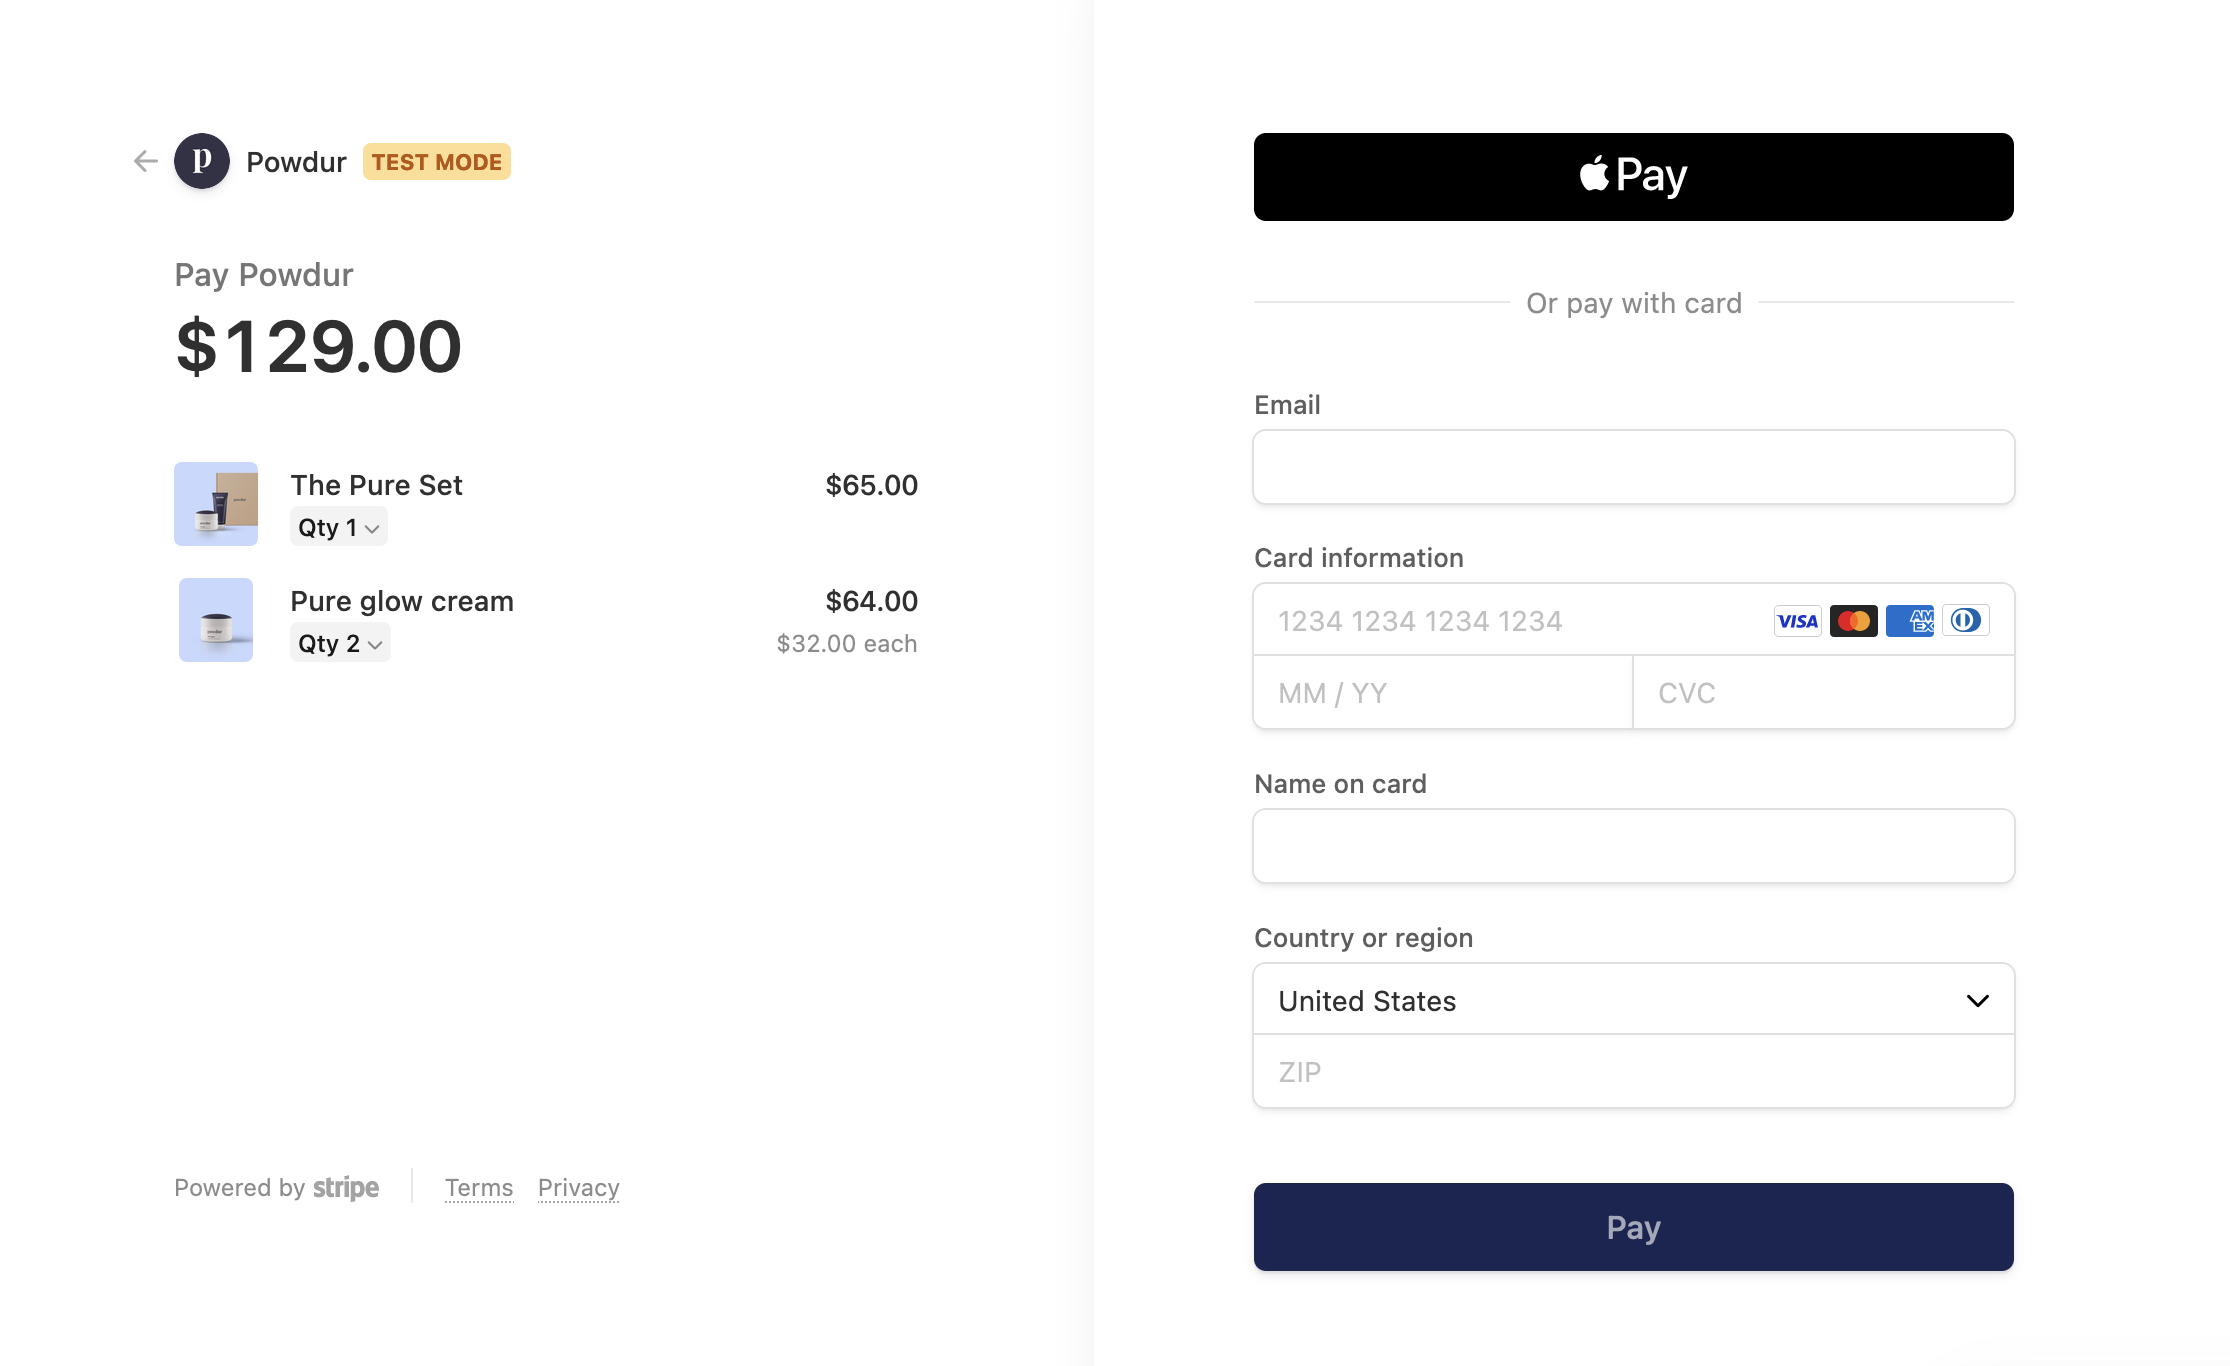 p Powdur TEST MODE
Pay Powdur
$129.00
The Pure Set $65.00
Qty 1
Pure glow cream $64.00
Qty 2 $32.00 each
Powered by stripe Terms Privacy
Pay
Or pay with card
Email
Card information
1234 1234 1234 1234 VISA AM EX
MM / YY CVC
Name on card
Country or region
United States
ZIP
Pay